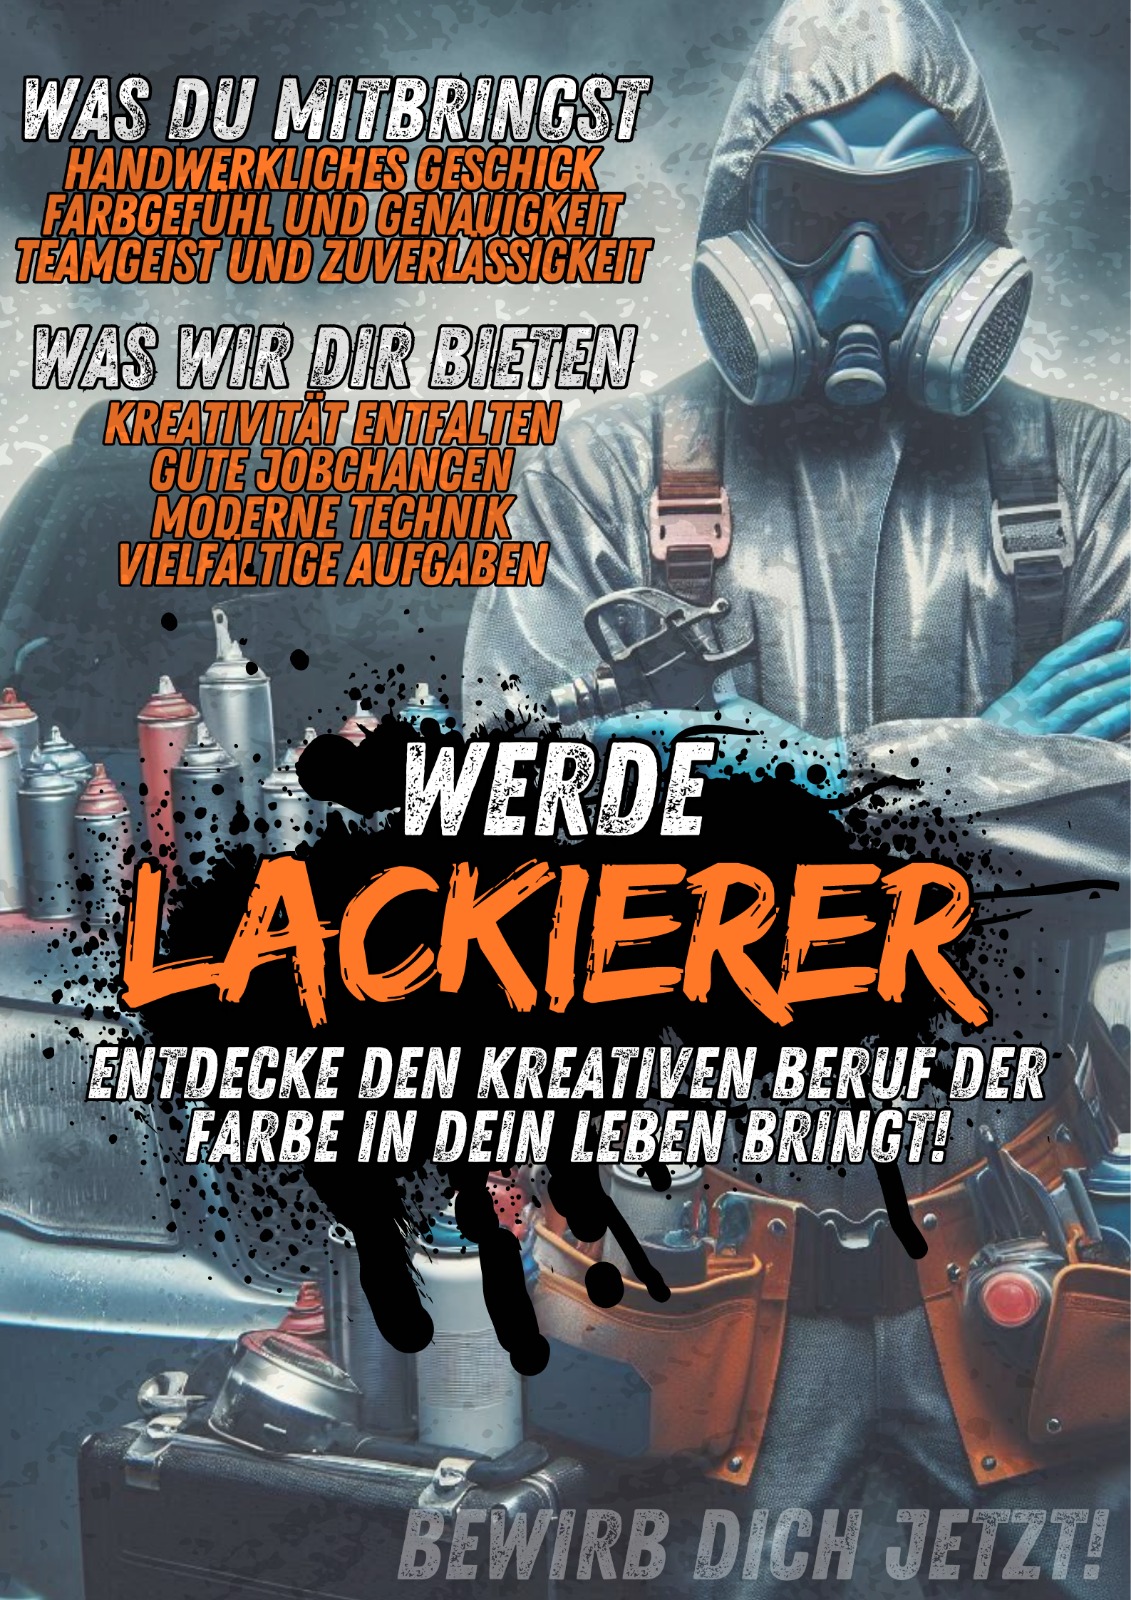 WAS DU MITBRINGST
HANDWERKLICHES GESCHICK
FARBGEFÜHL UND GENAUIGKEIT
TEAMGEIST UND ZUVERLÄSSIGKEIT
WAS WIR DIR BIETEN
KREATIVITÄT ENTFALTEN
GUTE JOBCHANCEN
MODERNE TECHNIK
VIELFÄLTIGE AUFGABEN
WERDE
LACKIERER
ENTDECKE DEN KREATIVEN BERUF DER
FARBE IN DEIN LEBEN BRINGT!
BEWIRB DICH JETZT!